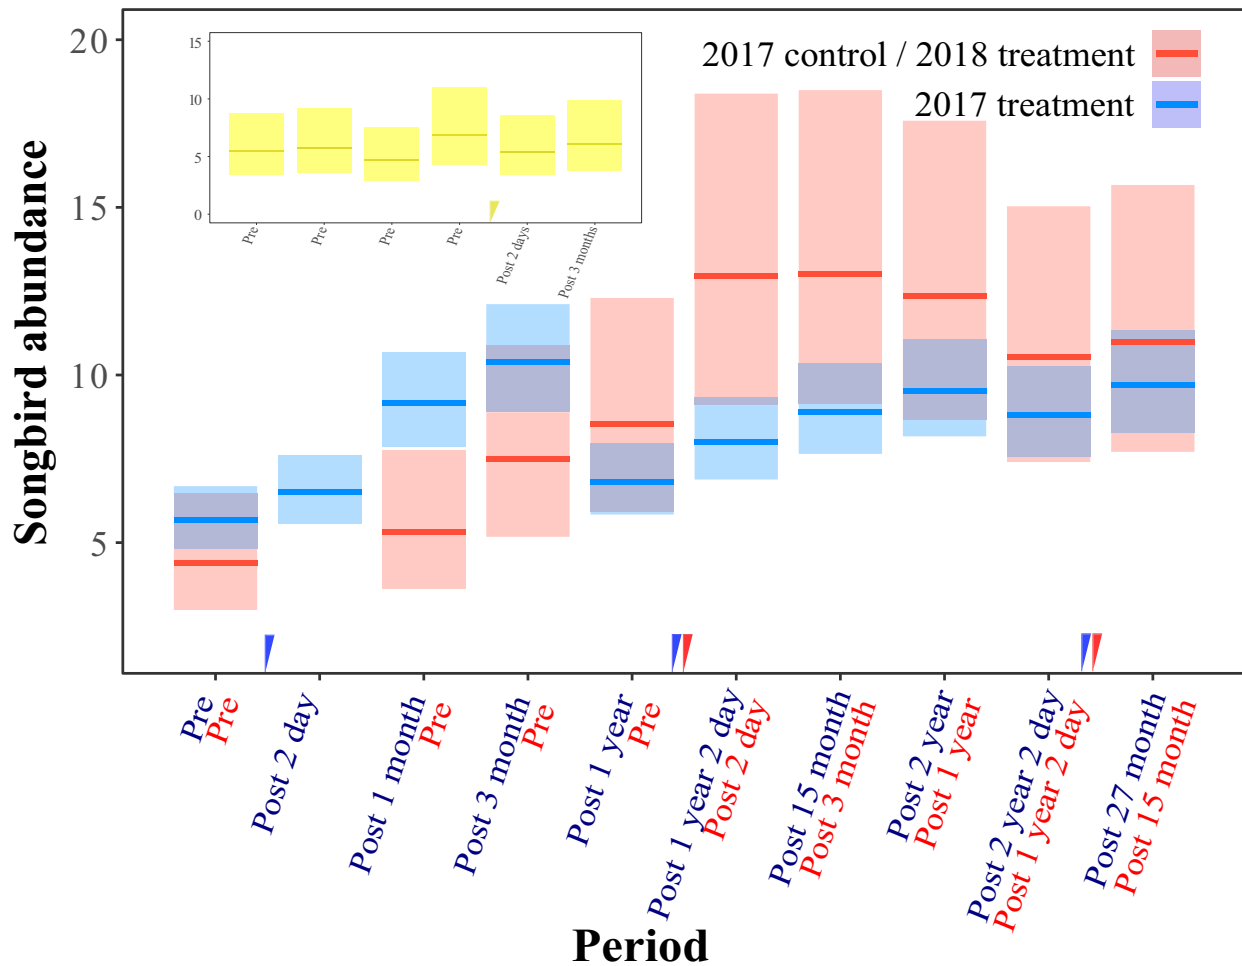 2017 control / 2018 treatment
2017 treatment
Songbird abundance
20
15
10
5
15
10
5
0
Pre
Pre
Pre
Pre
Post 2 days
Post 3 months
Pre
Pre
Post 2 day
Post 1 month
Pre
Post 3 month
Pre
Post 1 year
Pre
Post 1 year 2 day
Post 2 day
Post 15 month
Post 3 month
Post 2 year
Post 1 year
Post 2 year 2 day
Post 1 year 2 day
Post 27 month
Post 15 month
Period